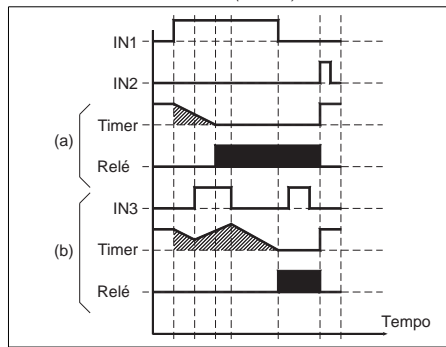 IN1
IN2
Timer
(a)
Relé
IN3
(b)
Timer
Relé
Tempo